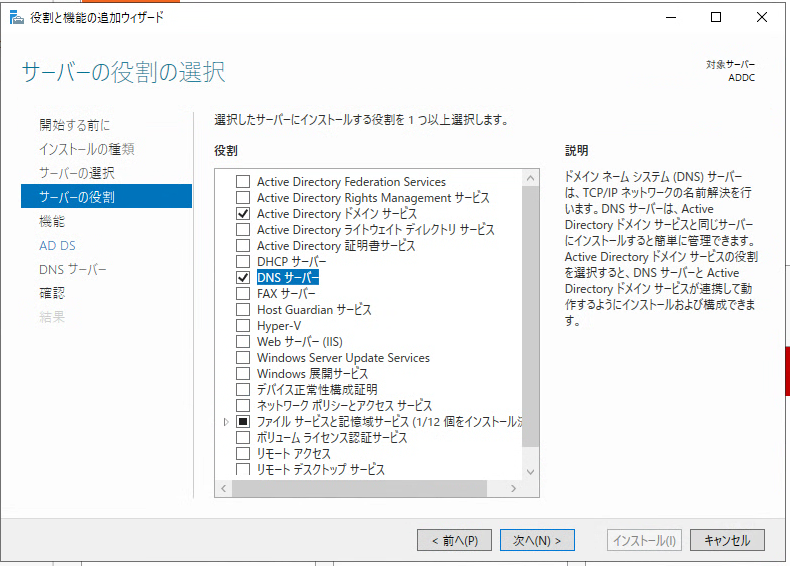 役割と機能の追加ウィザード
サーバーの役割の選択
対象サーバー
ADDC
開始する前に
インストールの種類
サーバーの選択
サーバーの役割
機能
AD DS
DNS サーバー
確認
結果
選択したサーバーにインストールする役割を 1 つ以上選択します。
役割
Active Directory Federation Services
Active Directory Rights Management サービス
Active Directory ドメイン サービス
Active Directory ライトウェイト ディレクトリ サービス
Active Directory 証明書サービス
DHCP サーバー
DNS サーバー
FAX サーバー
Host Guardian サービス
Hyper-V
Web サーバー (IIS)
Windows Server Update Services
Windows 展開サービス
デバイス正常性構成証明
ネットワーク ポリシーとアクセス サービス
ファイル サービスと記憶域サービス (1/12 個をインストール
ボリューム ライセンス認証サービス
リモート アクセス
リモート デスクトップ サービス
説明
ドメイン ネーム システム (DNS) サーバー
は、TCP/IP ネットワークの名前解決を行
います。DNS サーバーは、Active
Directory ドメイン サービスと同じサーバー
にインストールすると簡単に管理できます。
Active Directory ドメイン サービスの役割
を選択すると、DNS サーバーと Active
Directory ドメイン サービスが連携して動
作するようにインストールおよび構成できま
す。
< 前へ(P)
次へ(N) >
インストール(I)
キャンセル